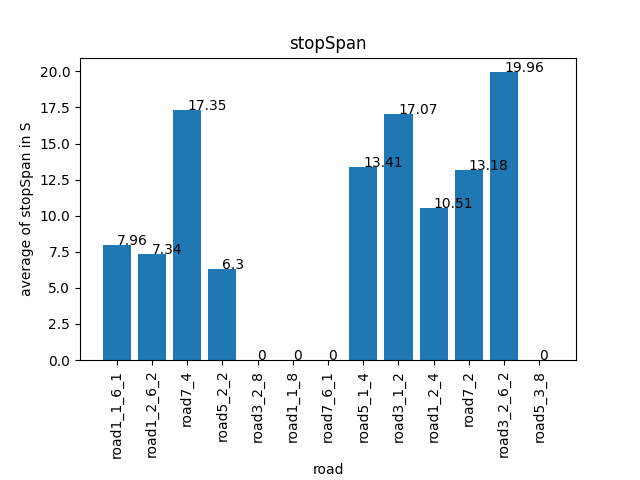 stopSpan
average of stopSpan in S
20.0
17.5
15.0
12.5
10.0
7.5
5.0
2.5
0.0
7.96
7.34
17.35
6.3
0
0
0
13.41
17.07
10.51
13.18
19.96
0
road1_1_6_1
road1_2_6_2
road7_4
road5_2_2
road3_2_8
road1_1_8
road7_6_1
road5_1_4
road3_1_2
road1_2_4
road7_2
road3_2_6_2
road5_3_8
road